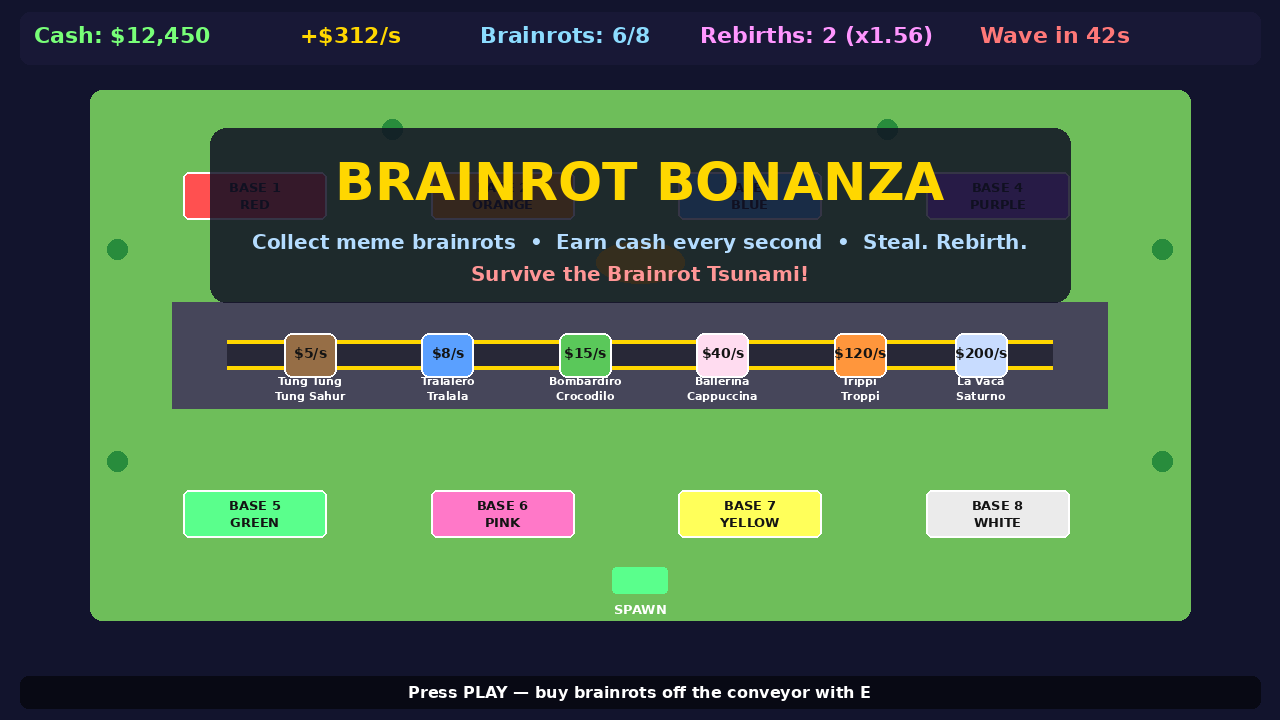 Cash: $12,450
+$312/s
Brainrots: 6/8
Rebirths: 2 (x1.56)
Wave in 42s
BRAINROT BONANZA
BASE 1
RED
ORANGE
BLUE
BASE 4
PURPLE
Collect meme brainrots • Earn cash every second • Steal. Rebirth.
Survive the Brainrot Tsunami!
$5/s
$8/s
$15/s
$40/s
$120/s
$200/s
Tung Tung
Tung Sahur
Tralalero
Tralala
Bombardiro
Crocodilo
Ballerina
Cappuccina
Trippi
Troppi
La Vaca
Saturno
BASE 5
GREEN
BASE 6
PINK
BASE 7
YELLOW
BASE 8
WHITE
SPAWN
Press PLAY — buy brainrots off the conveyor with E